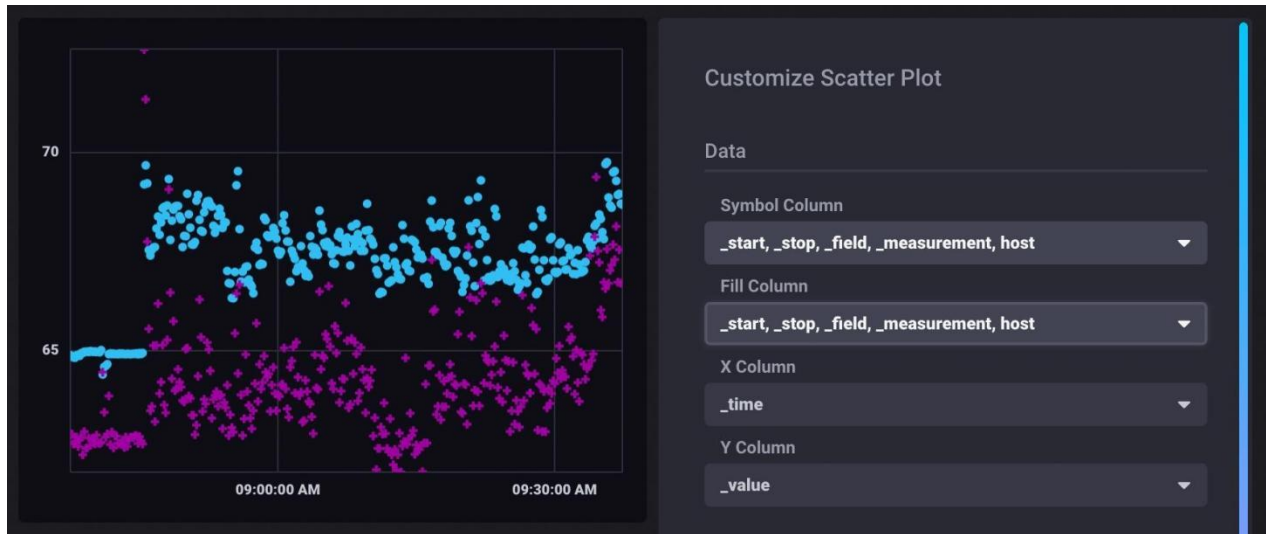 70
65
09:00:00 AM
09:30:00 AM
Customize Scatter Plot
Data
Symbol Column
_start, _stop, _field, _measurement, host
Fill Column
_start, _stop, _field, _measurement, host
X Column
_time
Y Column
_value